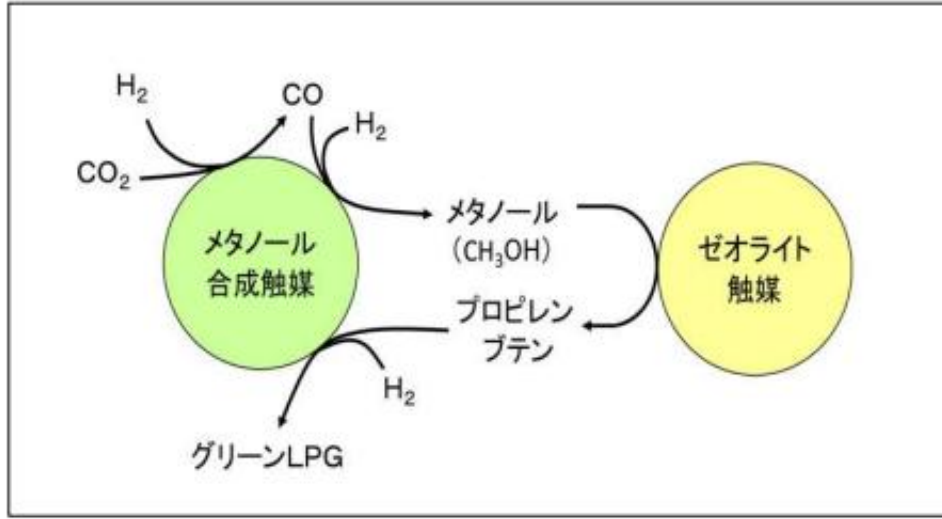 H₂
CO
H₂
CO₂
メタノール
合成触媒
メタノール
(CH₃OH)
ゼオライト
触媒
プロピレン
ブテン
H₂
グリーンLPG